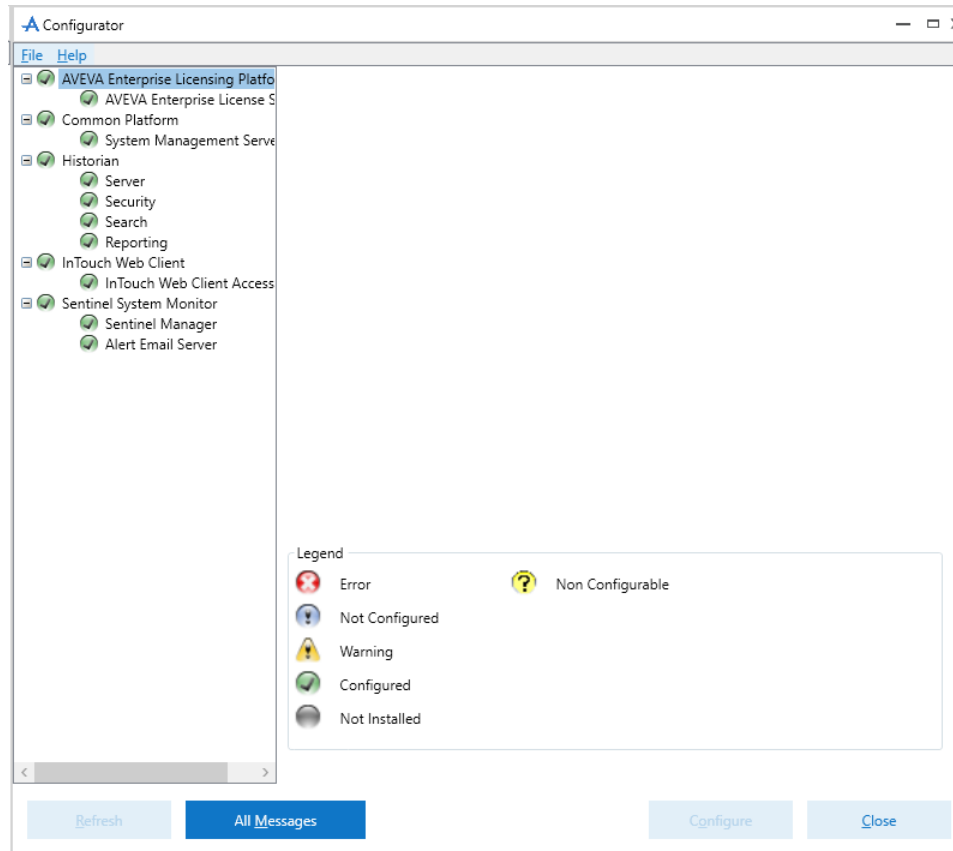 Configurator
File Help
AVEVA Enterprise Licensing Platfo
AVEVA Enterprise License S
Common Platform
System Management Serve
Historian
Server
Security
Search
Reporting
InTouch Web Client
InTouch Web Client Access
Sentinel System Monitor
Sentinel Manager
Alert Email Server
Legend
Error
Non Configurable
Not Configured
Warning
Configured
Not Installed
Refresh
All Messages
Configure
Close